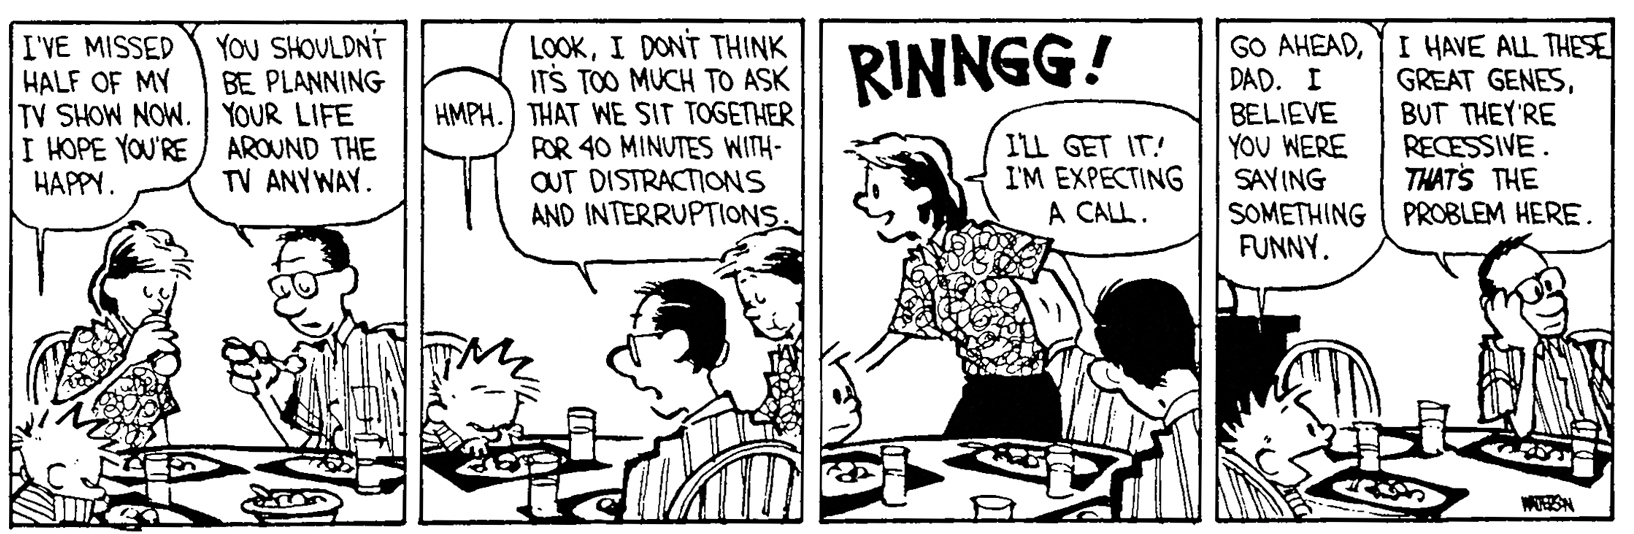 I'VE MISSED
HALF OF MY
TV SHOW NOW.
I HOPE YOU'RE
HAPPY.
YOU SHOULDN'T
BE PLANNING
YOUR LIFE
AROUND THE
TV ANYWAY.
HMPH.
LOOK, I DON'T THINK
IT'S TOO MUCH TO ASK
THAT WE SIT TOGETHER
FOR 40 MINUTES WITH-
OUT DISTRACTIONS
AND INTERRUPTIONS.
RINNGG!
I'LL GET IT!
I'M EXPECTING
A CALL.
GO AHEAD,
DAD. I
BELIEVE
YOU WERE
SAYING
SOMETHING
FUNNY.
I HAVE ALL THESE
GREAT GENES,
BUT THEY'RE
RECESSIVE.
THAT'S THE
PROBLEM HERE.
WATTERSON